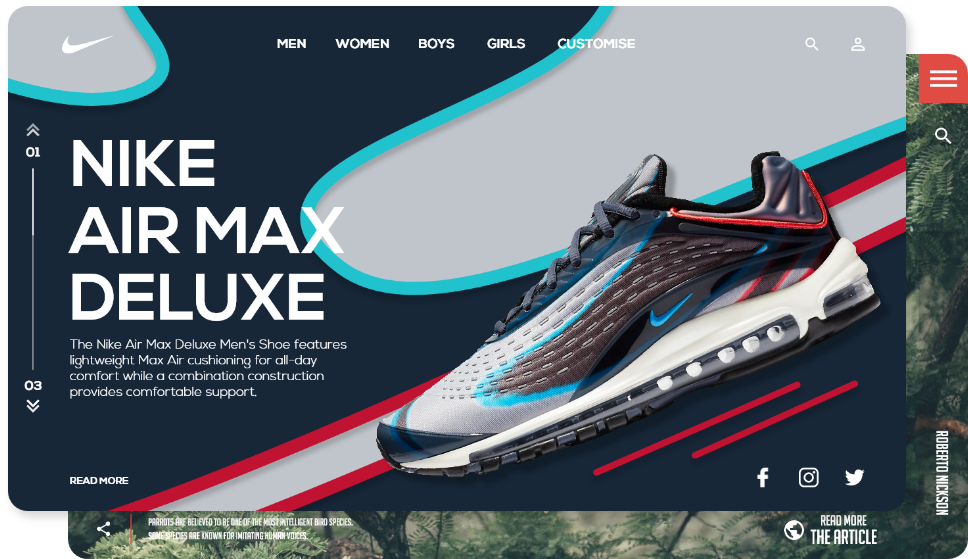 MEN WOMEN BOYS GIRLS CUSTOMISE
01
NIKE
AIR MAX
DELUXE
The Nike Air Max Deluxe Men's Shoe features
lightweight Max Air cushioning for all-day
comfort while a combination construction
provides comfortable support.
03
READ MORE
ROBERTO NICKSON
PARROTS ARE BELIEVED TO BE ONE OF THE MOST INTELLIGENT BIRD SPECIES.
SOME SPECIES ARE KNOWN FOR IMITATING HUMAN VOICES.
READ MORE
THE ARTICLE